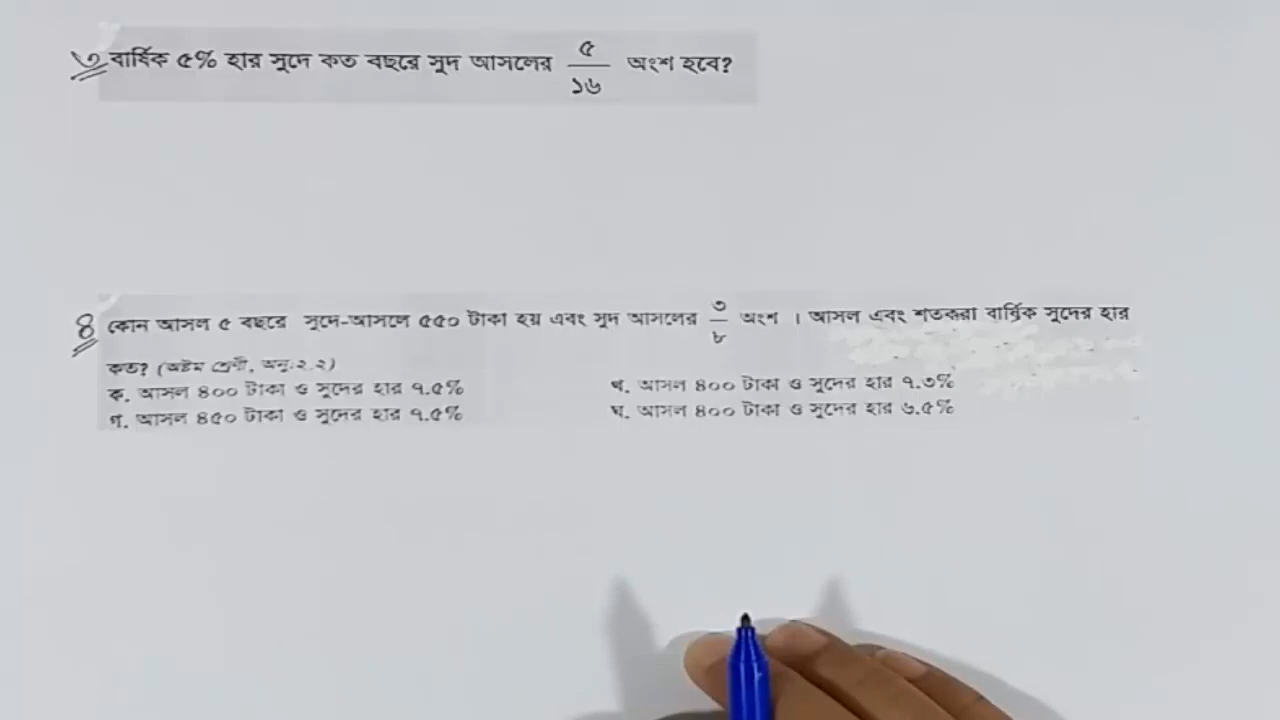 ৩ বার্ষিক ৫% হার সুদে কত বছরে সুদ আসলের ৫/১৬ অংশ হবে?
৪ কোন আসল ৫ বছরে সুদে-আসলে ৫৫০ টাকা হয় এবং সুদ আসলের ৩/৮ অংশ । আসল এবং শতকরা বার্ষিক সুদের হার
কত? (অষ্টম শ্রেণী, অনু:২.২)
ক. আসল ৪০০ টাকা ও সুদের হার ৭.৫% খ. আসল ৪০০ টাকা ও সুদের হার ৭.৩%
গ. আসল ৪৫০ টাকা ও সুদের হার ৭.৫% ঘ. আসল ৪০০ টাকা ও সুদের হার ৬.৫%